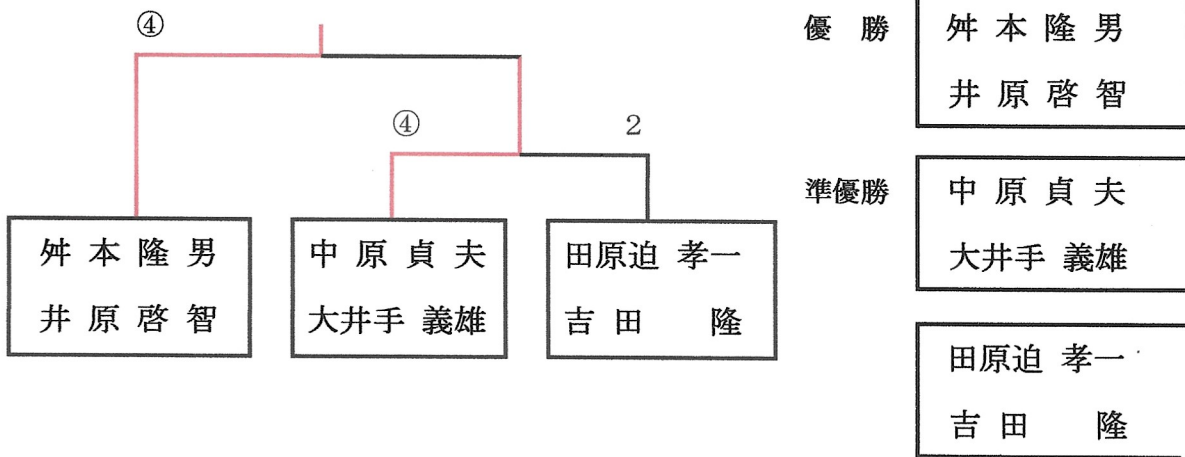 ④
④ 2
舛本隆男
井原啓智
中原貞夫
大井手 義雄
田原迫 孝一
吉田 隆
優勝
舛本隆男
井原啓智
準優勝
中原貞夫
大井手 義雄
田原迫 孝一
吉田 隆